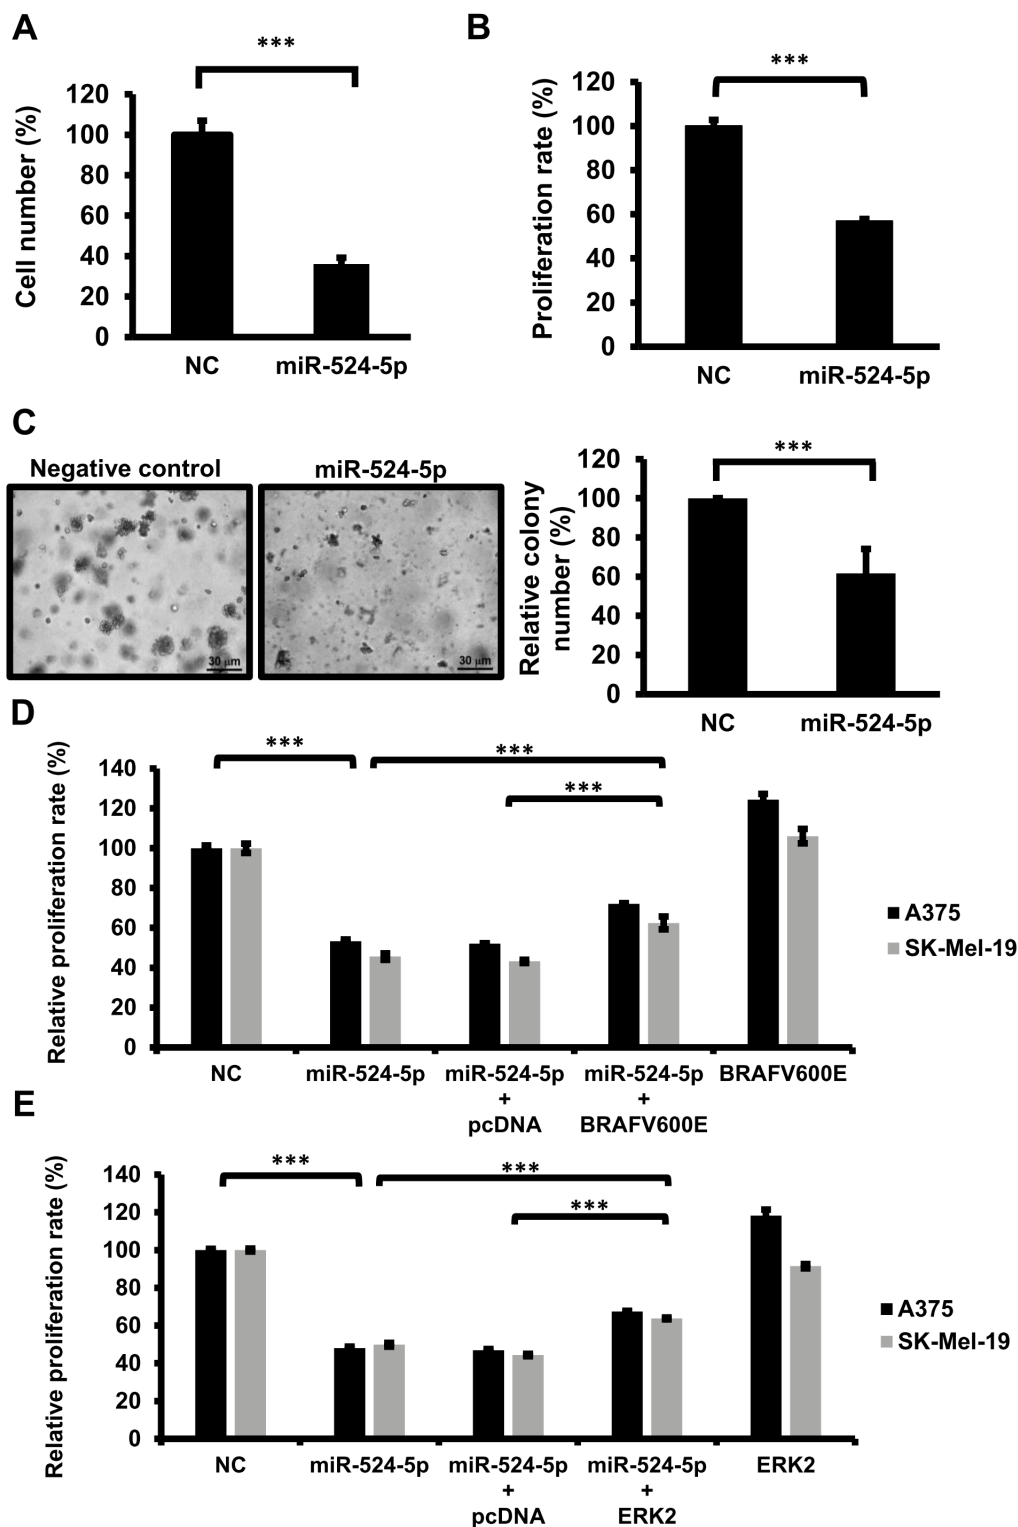 A
***
Cell number (%)
120
100
80
60
40
20
0
NC miR-524-5p
B
***
Proliferation rate (%)
120
100
80
60
40
20
0
NC miR-524-5p
C
Negative control miR-524-5p
30 µm 30 µm
***
Relative colony
number (%)
120
100
80
60
40
20
0
NC miR-524-5p
D
Relative proliferation rate (%)
*** ***
***
140
120
100
80
60
40
20
0
A375
SK-Mel-19
NC miR-524-5p miR-524-5p miR-524-5p BRAFV600E
+ +
pcDNA BRAFV600E
E
Relative proliferation rate (%)
*** ***
***
140
120
100
80
60
40
20
0
A375
SK-Mel-19
NC miR-524-5p miR-524-5p miR-524-5p ERK2
+ +
pcDNA ERK2